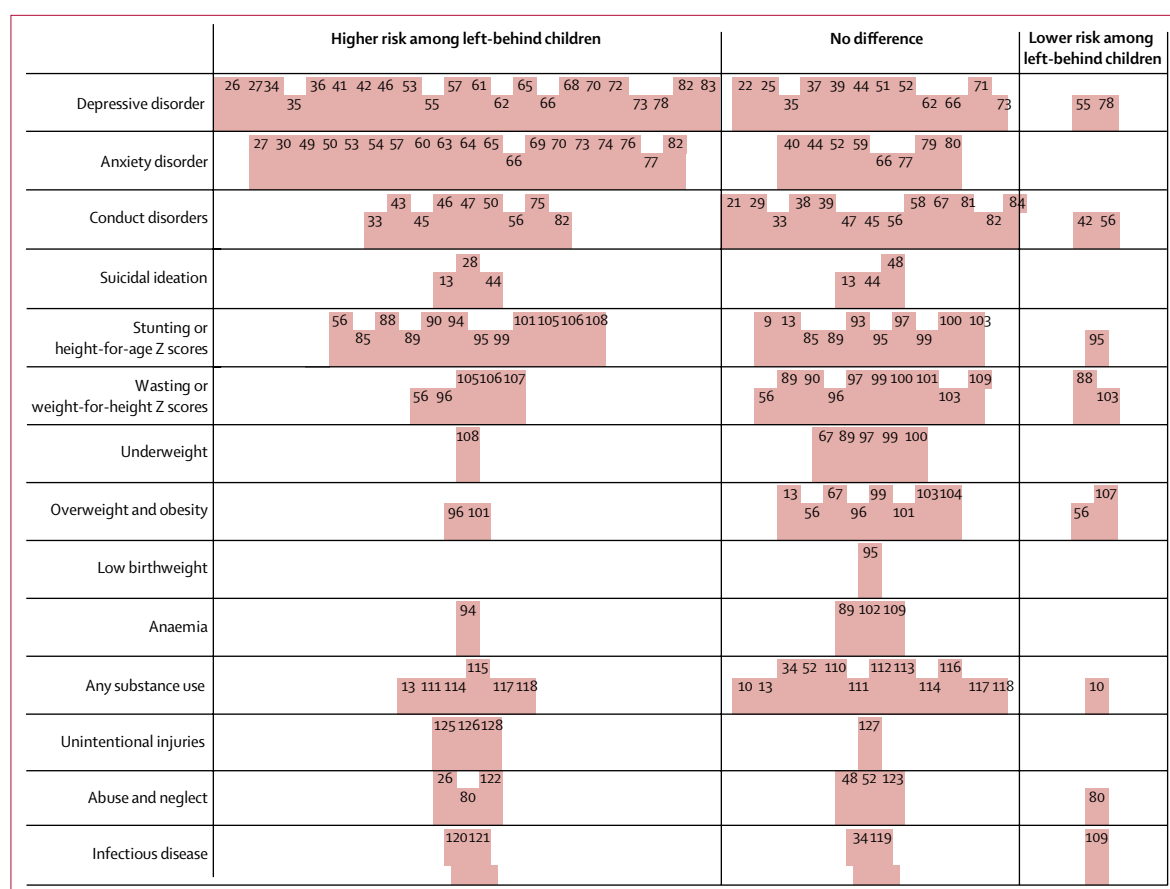 Higher risk among left-behind children
No difference
Lower risk among
left-behind children
Depressive disorder
26 27 34 36 41 42 46 53 57 61 65 68 70 72 82 83
35 55 62 66 73 78
22 25 37 39 44 51 52 71
35 62 66 73
55 78
Anxiety disorder
27 30 49 50 53 54 57 60 63 64 65 69 70 73 74 76 82
66 77
40 44 52 59 79 80
66 77
Conduct disorders
43 46 47 50 75
33 45 56 82
21 29 38 39 58 67 81 84
33 47 45 56 82
42 56
Suicidal ideation
28
13 44
48
13 44
Stunting or
height-for-age Z scores
56 88 90 94 101 105 106 108
85 89 95 99
9 13 93 97 100 103
85 89 95 99
95
Wasting or
weight-for-height Z scores
105 106 107
56 96
89 90 97 99 100 101 109
56 96 103
88
103
Underweight
108
67 89 97 99 100
Overweight and obesity
96 101
13 67 99 103 104
56 96 101
107
56
Low birthweight
95
Anaemia
94
89 102 109
Any substance use
115
13 111 114 117 118
34 52 110 112 113 116
10 13 111 114 117 118
10
Unintentional injuries
125 126 128
127
Abuse and neglect
26 122
80
48 52 123
80
Infectious disease
120 121
34 119
109